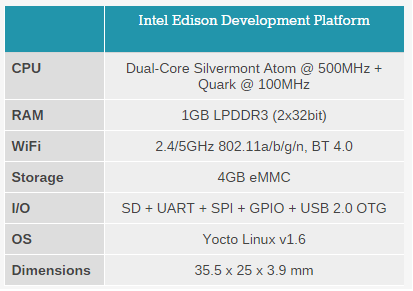 Intel Edison Development Platform
CPU
Dual-Core Silvermont Atom @ 500MHz +
Quark @ 100MHz
RAM
1GB LPDDR3 (2x32bit)
WiFi
2.4/5GHz 802.11a/b/g/n, BT 4.0
Storage
4GB eMMC
I/O
SD + UART + SPI + GPIO + USB 2.0 OTG
OS
Yocto Linux v1.6
Dimensions
35.5 x 25 x 3.9 mm